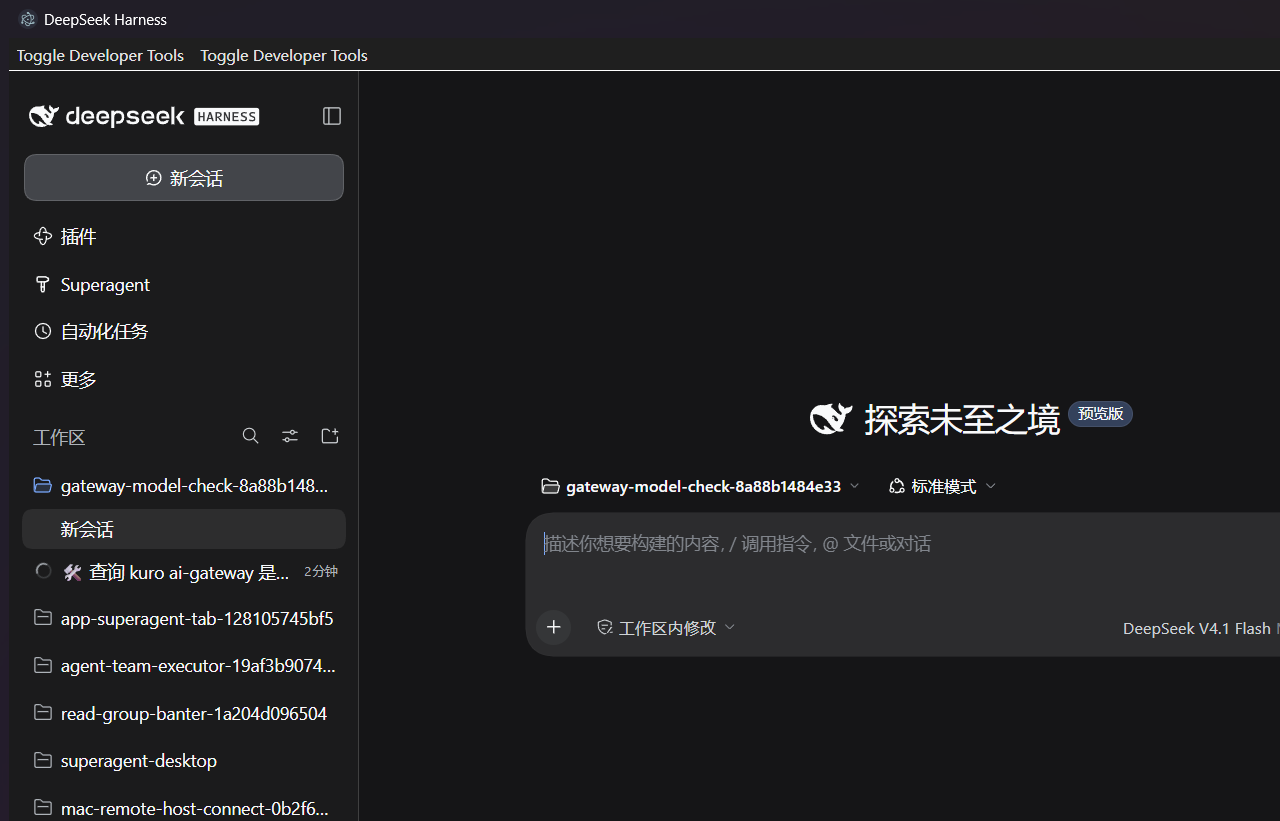 DeepSeek Harness
Toggle Developer Tools Toggle Developer Tools
deepseek HARNESS
新会话
插件
Superagent
自动化任务
更多
工作区
gateway-model-check-8a88b148...
新会话
查询 kuro ai-gateway 是... 2分钟
app-superagent-tab-128105745bf5
agent-team-executor-19af3b9074...
read-group-banter-1a204d096504
superagent-desktop
mac-remote-host-connect-0b2f6...
探索未至之境 预览版
gateway-model-check-8a88b1484e33 标准模式
描述你想要构建的内容, / 调用指令, @ 文件或对话
工作区内修改 DeepSeek V4.1 Flash